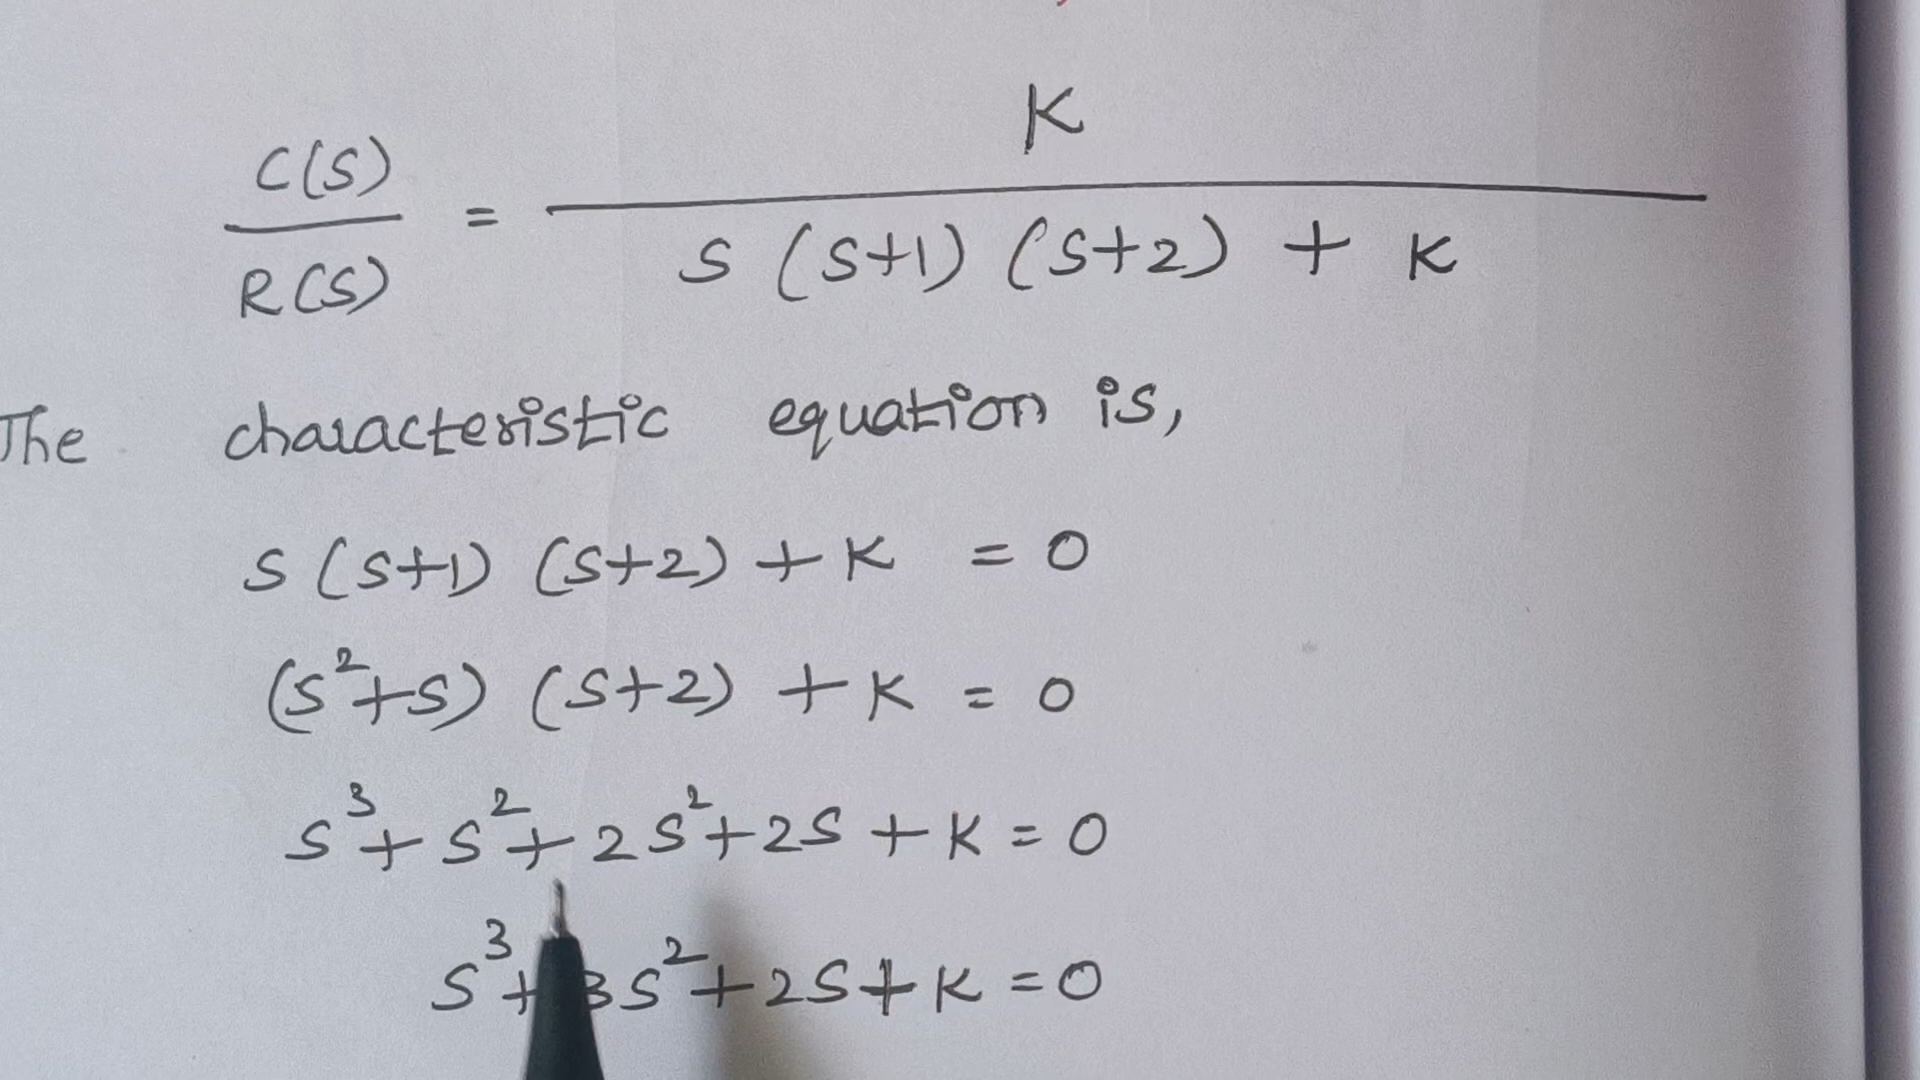 C(S)/R(S) = K / S (S+1) (S+2) + K
The characteristic equation is,
S (S+1) (S+2) + K = 0
(S²+S) (S+2) + K = 0
S³ + S² + 2S² + 2S + K = 0
S³ + 3S² + 2S + K = 0